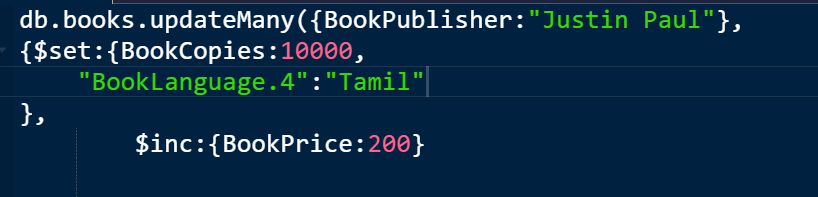 db.books.updateMany({BookPublisher:"Justin Paul"},
{$set:{BookCopies:10000,
"BookLanguage.4":"Tamil"
},
$inc:{BookPrice:200}